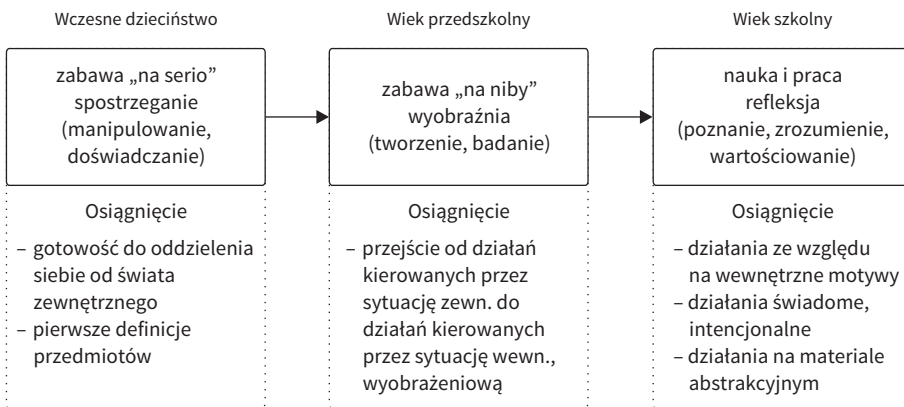 Wczesne dzieciństwo
zabawa „na serio”
spostrzeganie
(manipulowanie,
doświadczanie)
Osiągnięcie
– gotowość do oddzielenia
siebie od świata
zewnętrznego
– pierwsze definicje
przedmiotów
Wiek przedszkolny
zabawa „na niby”
wyobraźnia
(tworzenie, badanie)
Osiągnięcie
– przejście od działań
kierowanych przez
sytuację zewn. do
działań kierowanych
przez sytuację wewn.,
wyobrażeniową
Wiek szkolny
nauka i praca
refleksja
(poznanie, zrozumienie,
wartościowanie)
Osiągnięcie
– działania ze względu
na wewnętrzne motywy
– działania świadome,
intencjonalne
– działania na materiale
abstrakcyjnym